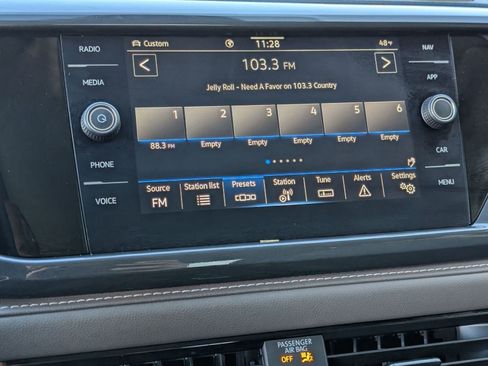 Custom 11:28 48°F
RADIO
MEDIA
PHONE
VOICE
103.3 FM
Jelly Roll - Need A Favor on 103.3 Country
1 2 3 4 5 6
88.3 FM Empty Empty Empty Empty Empty
Source Station list Presets Station Tune Alerts Settings
FM
NAV
APP
CAR
MENU
PASSENGER
AIR BAG
OFF